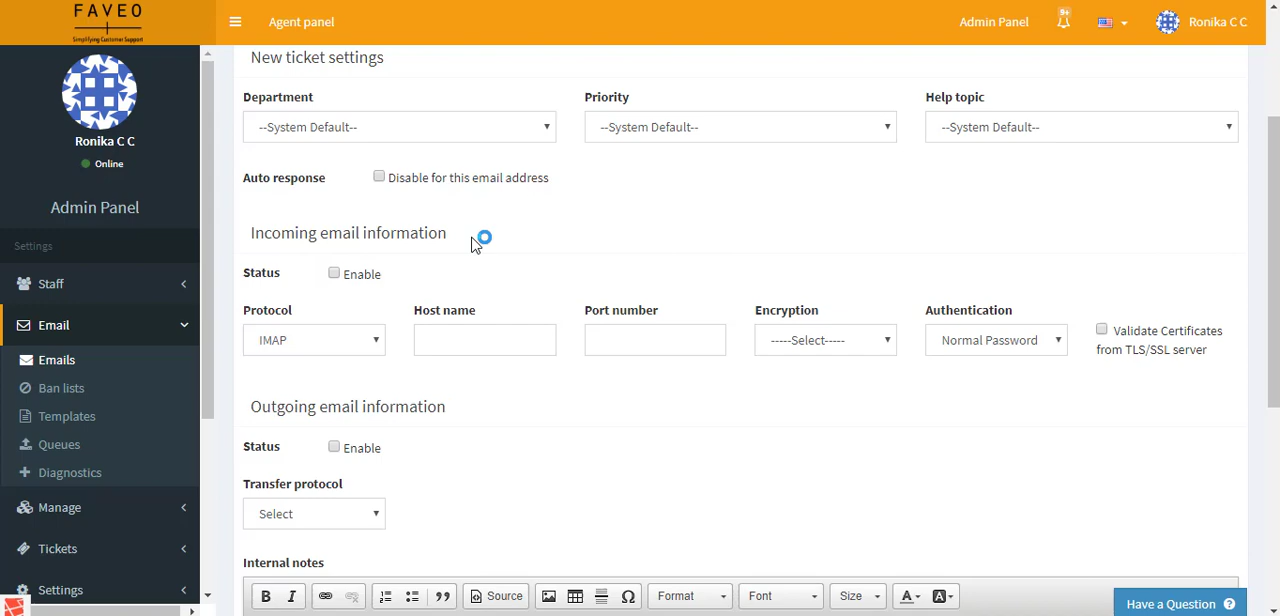 FAVEO
Simplifying Customer Support
Agent panel
Admin Panel
9+
Ronika C C
Ronika C C
Online
Admin Panel
Settings
Staff
Email
Emails
Ban lists
Templates
Queues
Diagnostics
Manage
Tickets
Settings
New ticket settings
Department
Priority
Help topic
--System Default--
--System Default--
--System Default--
Auto response
Disable for this email address
Incoming email information
Status
Enable
Protocol
Host name
Port number
Encryption
Authentication
IMAP
-----Select-----
Normal Password
Validate Certificates
from TLS/SSL server
Outgoing email information
Status
Enable
Transfer protocol
Select
Internal notes
B I
Source
Ω
Format
Font
Size
A
A
Have a Question